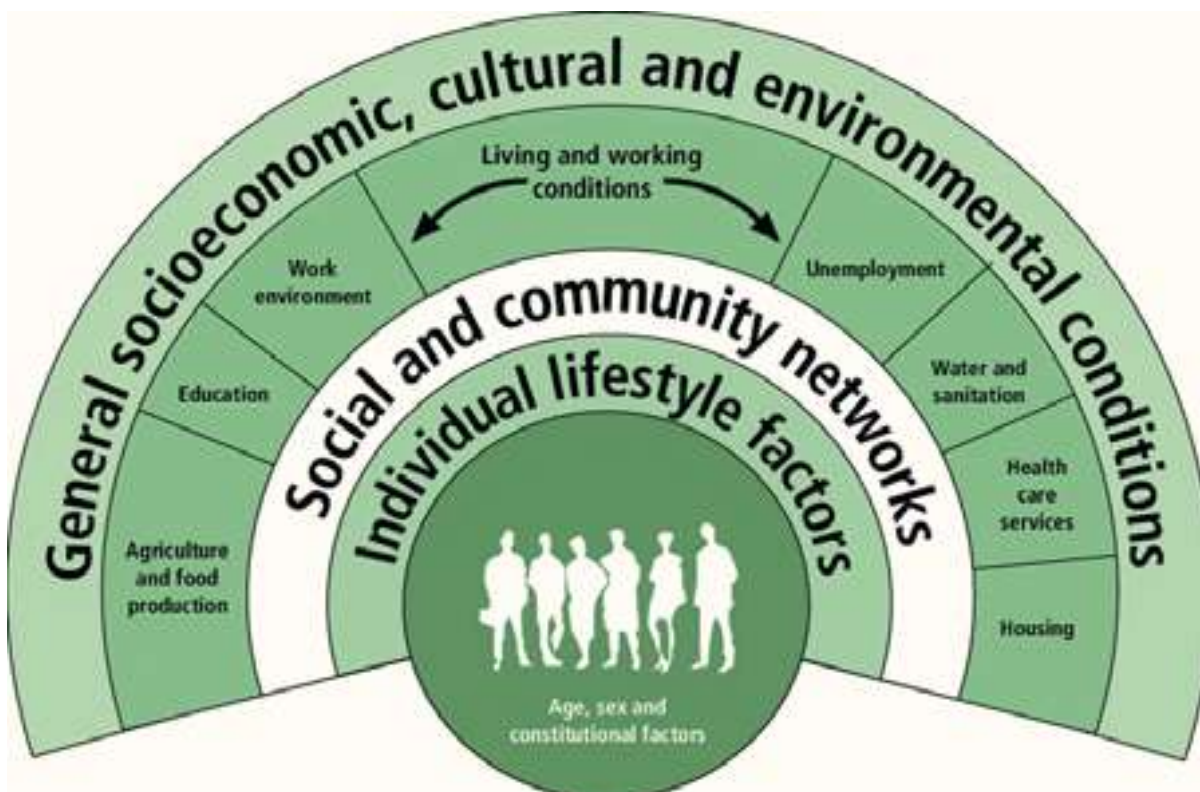 General socioeconomic, cultural and environmental conditions
Living and working
conditions
Work
environment
Unemployment
Education
Water and
sanitation
Agriculture
and food
production
Health
care
services
Housing
Social and community networks
Individual lifestyle factors
Age, sex and
constitutional factors